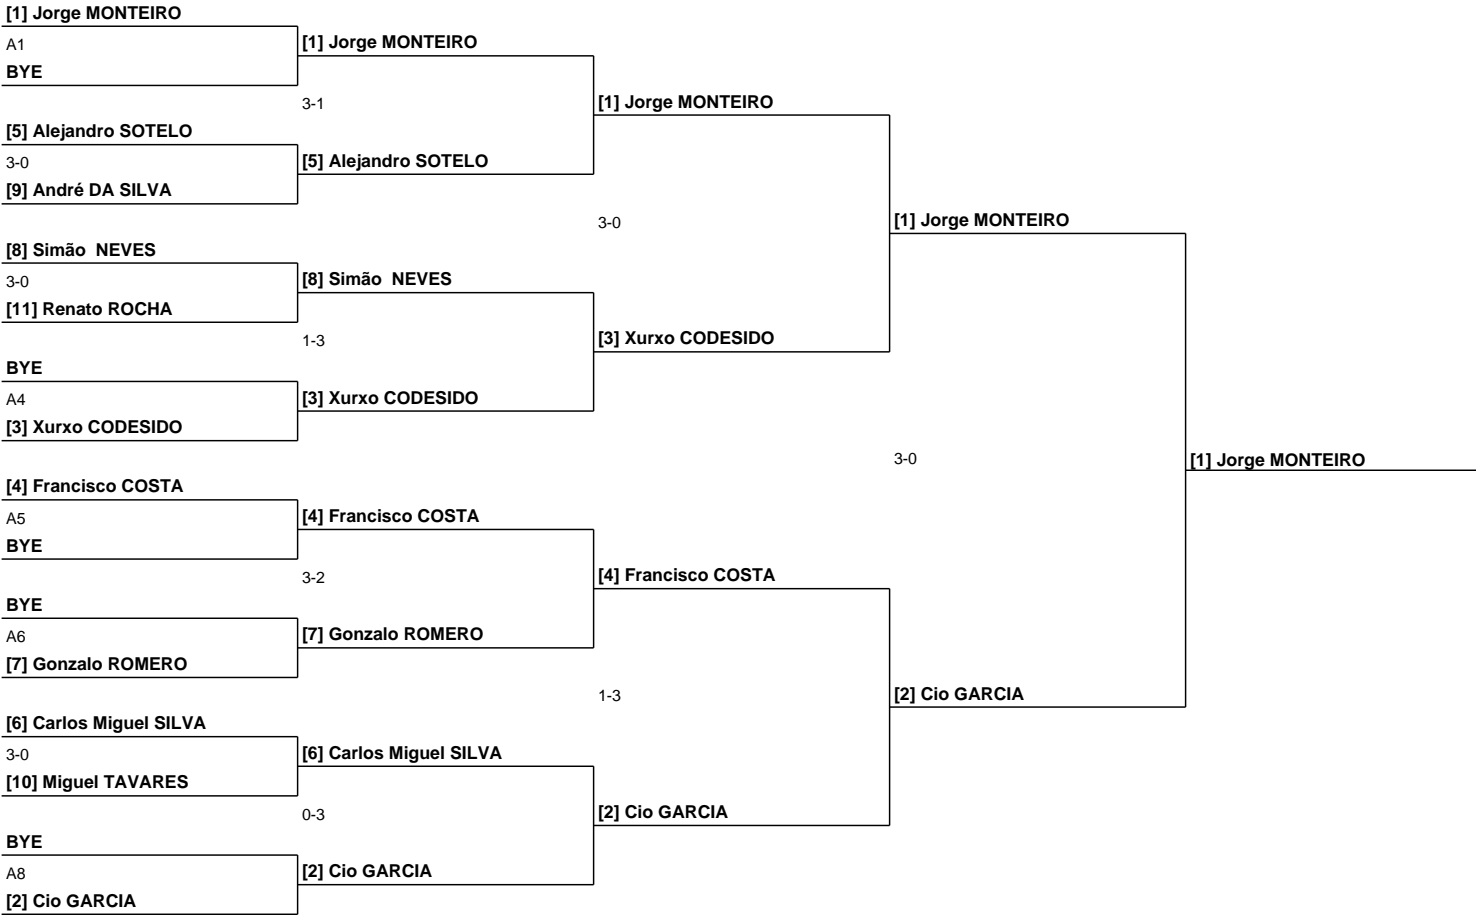 [1] Jorge MONTEIRO
A1
BYE
[1] Jorge MONTEIRO
3-1
[1] Jorge MONTEIRO
[5] Alejandro SOTELO
3-0
[9] André DA SILVA
[5] Alejandro SOTELO
3-0
[1] Jorge MONTEIRO
[8] Simão  NEVES
3-0
[11] Renato ROCHA
[8] Simão  NEVES
1-3
[3] Xurxo CODESIDO
BYE
A4
[3] Xurxo CODESIDO
[3] Xurxo CODESIDO
3-0
[1] Jorge MONTEIRO
[4] Francisco COSTA
A5
BYE
[4] Francisco COSTA
3-2
[4] Francisco COSTA
BYE
A6
[7] Gonzalo ROMERO
[7] Gonzalo ROMERO
1-3
[2] Cio GARCIA
[6] Carlos Miguel SILVA
3-0
[10] Miguel TAVARES
[6] Carlos Miguel SILVA
0-3
[2] Cio GARCIA
BYE
A8
[2] Cio GARCIA
[2] Cio GARCIA